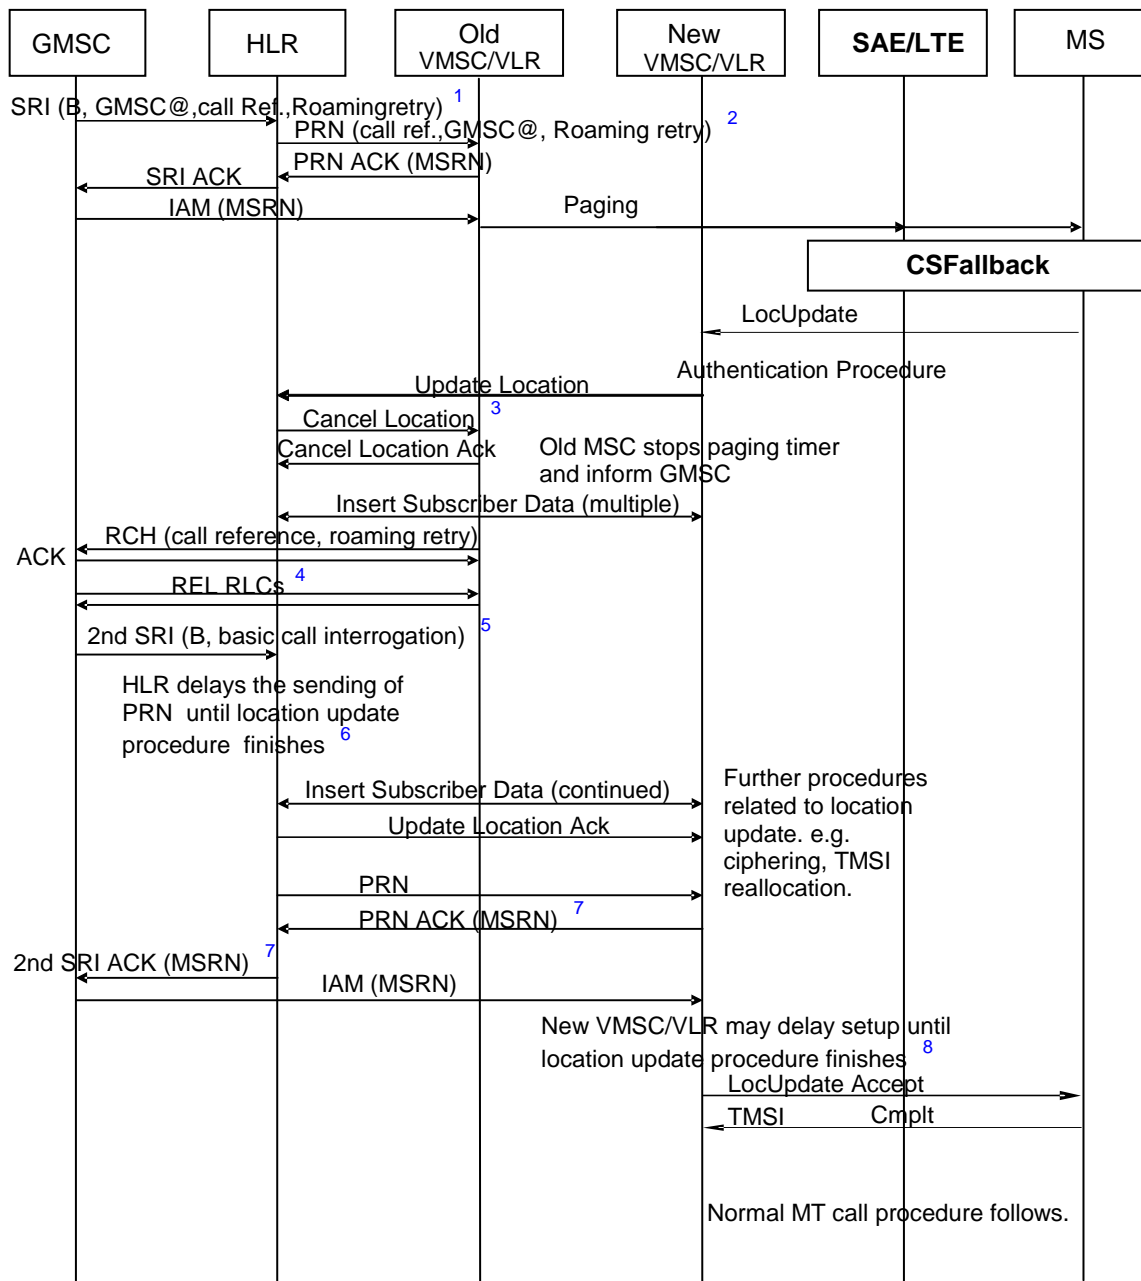 GMSC
HLR
Old
VMSC/VLR
New
VMSC/VLR
SAE/LTE
MS
SRI (B, GMSC@,call Ref.,Roamingretry) 1
PRN (call ref.,GMSC@, Roaming retry) 2
PRN ACK (MSRN)
SRI ACK
IAM (MSRN)
Paging
CSFallback
LocUpdate
Authentication Procedure
Update Location
Cancel Location 3
Cancel Location Ack
Old MSC stops paging timer
and inform GMSC
Insert Subscriber Data (multiple)
RCH (call reference, roaming retry)
ACK
REL RLCs 4
2nd SRI (B, basic call interrogation) 5
HLR delays the sending of
PRN until location update
procedure finishes 6
Insert Subscriber Data (continued)
Update Location Ack
Further procedures
related to location
update. e.g.
ciphering, TMSI
reallocation.
PRN
PRN ACK (MSRN) 7
2nd SRI ACK (MSRN) 7
IAM (MSRN)
New VMSC/VLR may delay setup until
location update procedure finishes 8
LocUpdate Accept
TMSI Cmplt
Normal MT call procedure follows.